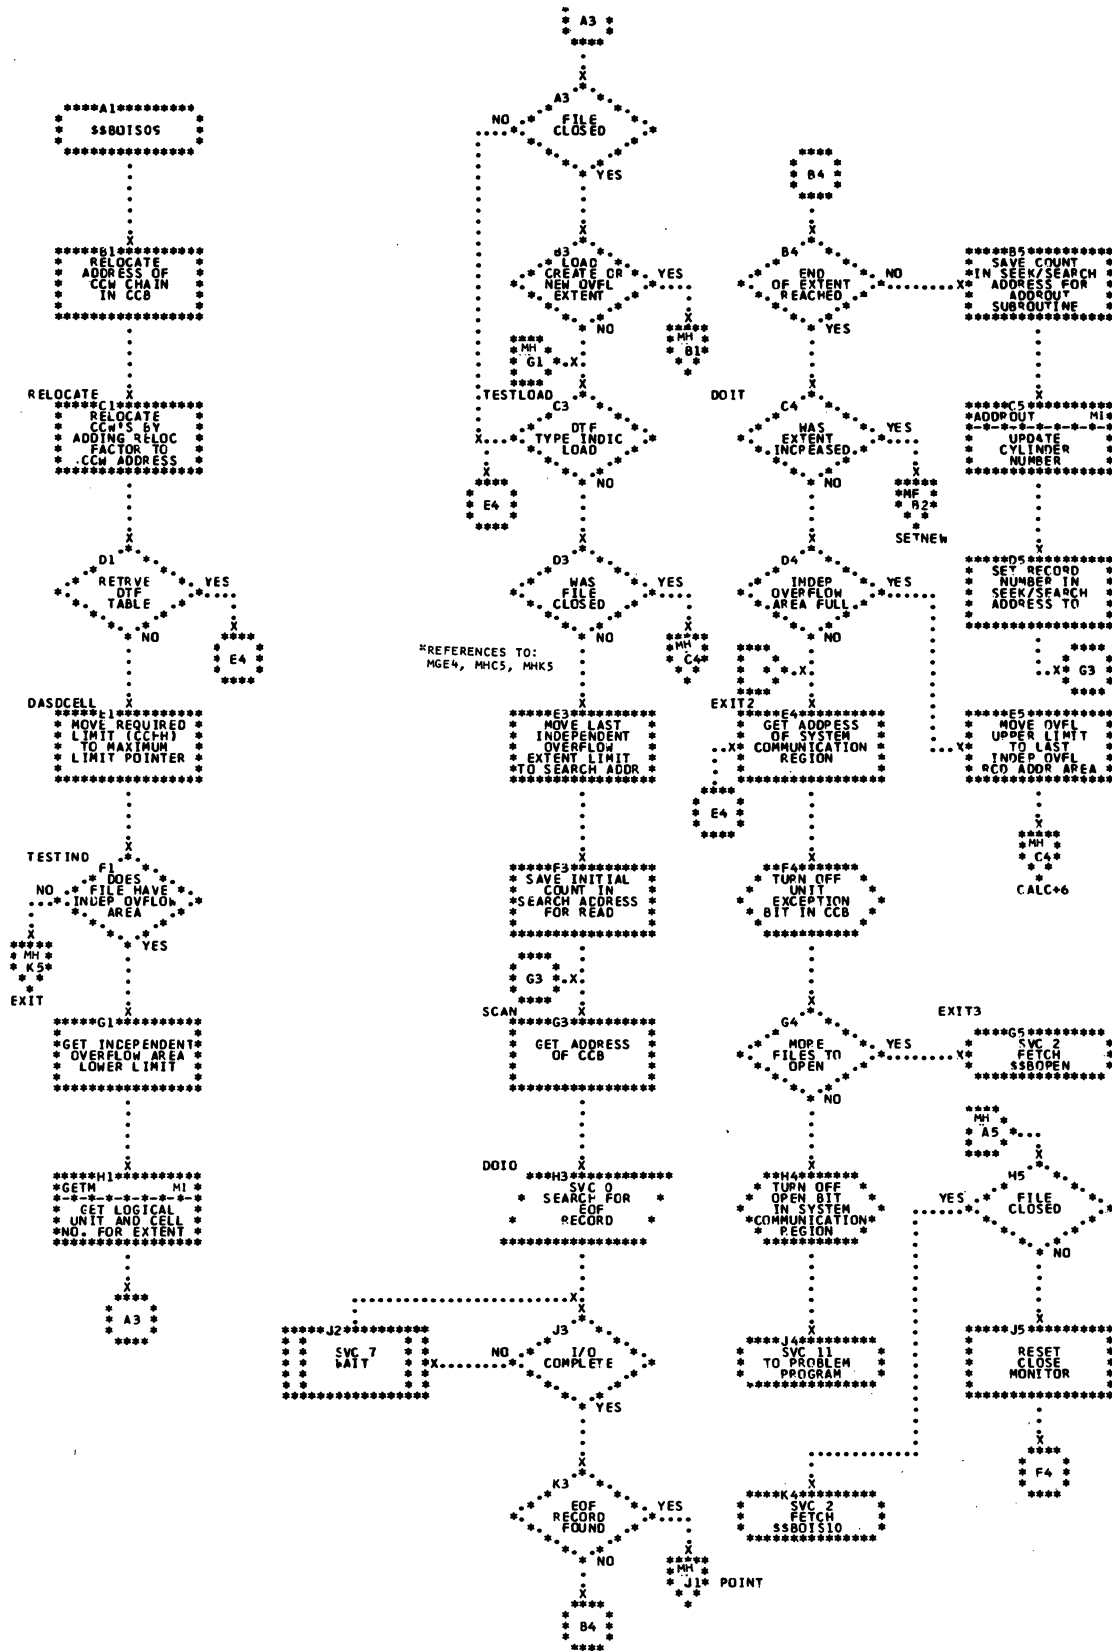 A1
$$BOIS05
B1
RELOCATE
ADDRESS OF
CCW CHAIN
IN CCB
RELOCATE
C1
RELOCATE
CCW'S BY
ADDING RELOC
FACTOR TO
CCW ADDRESS
D1
RETRVE
DTF
TABLE
YES
NO
E4
DASDCELL
E1
MOVE REQUIRED
LIMIT (CCHH)
TO MAXIMUM
LIMIT POINTER
TESTIND
F1
DOES
FILE HAVE
INDEP OVFLOW
AREA
NO
YES
MH
K5
EXIT
G1
GET INDEPENDENT
OVERFLOW AREA
LOWER LIMIT
H1
GETM MI
GET LOGICAL
UNIT AND CELL
NO. FOR EXTENT
A3
A3
A3
FILE
CLOSED
NO
YES
B3
LOAD
CREATE OR
NEW OVFL
EXTENT
YES
NO
MH
B1
MH
G1
TESTLOAD
C3
DTF
TYPE INDIC
LOAD
NO
E4
D3
WAS
FILE
CLOSED
YES
NO
MH
C4
*REFERENCES TO:
MGE4, MHC5, MHK5
E3
MOVE LAST
INDEPENDENT
OVERFLOW
EXTENT LIMIT
TO SEARCH ADDR
F3
SAVE INITIAL
COUNT IN
SEARCH ADDRESS
FOR READ
G3
SCAN
G3
GET ADDRESS
OF CCB
DOIO
H3
SVC 0
SEARCH FOR
EOF
RECORD
J2
SVC 7
WAIT
J3
I/O
COMPLETE
NO
YES
K3
EOF
RECORD
FOUND
YES
NO
MH
J1
POINT
B4
B4
B4
END
OF EXTENT
REACHED
NO
YES
DOIT
C4
WAS
EXTENT
INCREASED
YES
NO
MF
B2
SETNEW
D4
INDEP
OVERFLOW
AREA FULL
YES
NO
*
EXIT2
E4
GET ADDRESS
OF SYSTEM
COMMUNICATION
REGION
E4
F4
TURN OFF
UNIT
EXCEPTION
BIT IN CCB
G4
MORE
FILES TO
OPEN
YES
NO
H4
TURN OFF
OPEN BIT
IN SYSTEM
COMMUNICATION
REGION
J4
SVC 11
TO PROBLEM
PROGRAM
K4
SVC 2
FETCH
$$BOIS10
B5
SAVE COUNT
IN SEEK/SEARCH
ADDRESS FOR
ADDROUT
SUBROUTINE
C5
ADDROUT MI
UPDATE
CYLINDER
NUMBER
D5
SET RECORD
NUMBER IN
SEEK/SEARCH
ADDRESS TO
G3
E5
MOVE OVFL
UPPER LIMIT
TO LAST
INDEP OVFL
RCD ADDR AREA
MH
C4
CALC+6
EXIT3
G5
SVC 2
FETCH
$$BOPEN
MH
A5
H5
FILE
CLOSED
YES
NO
J5
RESET
CLOSE
MONITOR
F4